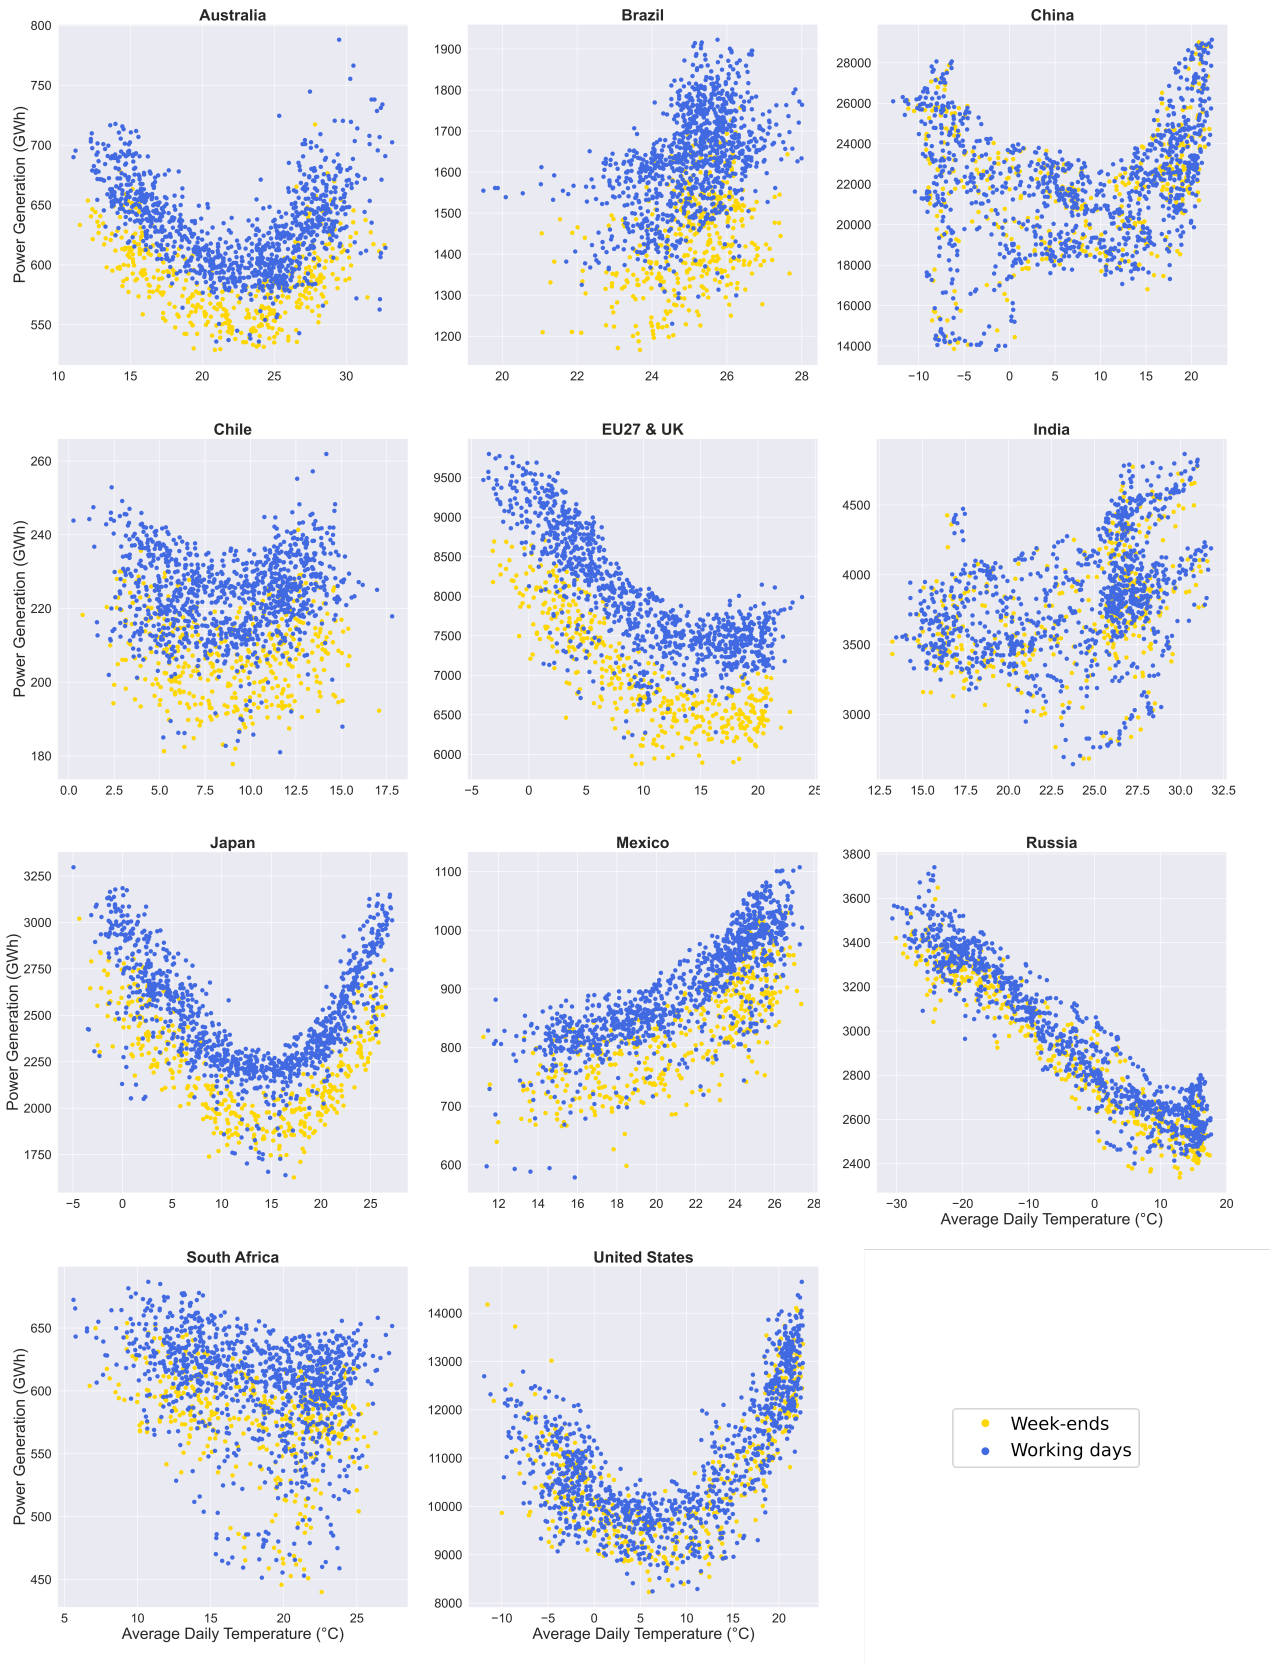 Australia
Brazil
China
Power Generation (GWh)
800
750
700
650
600
550
10 15 20 25 30
1900
1800
1700
1600
1500
1400
1300
1200
20 22 24 26 28
28000
26000
24000
22000
20000
18000
16000
14000
−10 −5 0 5 10 15 20
Chile
EU27 & UK
India
Power Generation (GWh)
260
240
220
200
180
0.0 2.5 5.0 7.5 10.0 12.5 15.0 17.5
9500
9000
8500
8000
7500
7000
6500
6000
−5 0 5 10 15 20 25
4500
4000
3500
3000
12.5 15.0 17.5 20.0 22.5 25.0 27.5 30.0 32.5
Japan
Mexico
Russia
Power Generation (GWh)
3250
3000
2750
2500
2250
2000
1750
−5 0 5 10 15 20 25
1100
1000
900
800
700
600
12 14 16 18 20 22 24 26 28
3800
3600
3400
3200
3000
2800
2600
2400
−30 −20 −10 0 10 20
Average Daily Temperature (°C)
South Africa
United States
Power Generation (GWh)
650
600
550
500
450
5 10 15 20 25
Average Daily Temperature (°C)
14000
13000
12000
11000
10000
9000
8000
−10 −5 0 5 10 15 20
Average Daily Temperature (°C)
Week-ends
Working days